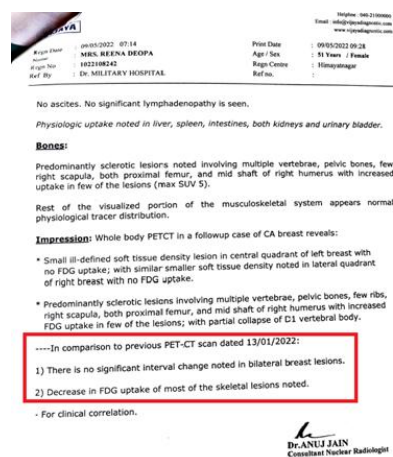 Helpline : 040-21000000
Email : info@vijayadiagnostic.com
www.vijayadiagnostic.com
Regn Date : 09/05/2022 07:14 Print Date : 09/05/2022 09:28
MRS. REENA DEOPA Age / Sex : 51 Years / Female
Regn No : 1022108242 Regn Centre : Himayatnagar
Ref By : Dr. MILITARY HOSPITAL Ref no. :
No ascites. No significant lymphadenopathy is seen.
Physiologic uptake noted in liver, spleen, intestines, both kidneys and urinary bladder.
Bones:
Predominantly sclerotic lesions noted involving multiple vertebrae, pelvic bones, few
right scapula, both proximal femur, and mid shaft of right humerus with increased
uptake in few of the lesions (max SUV 5).
Rest of the visualized portion of the musculoskeletal system appears normal
physiological tracer distribution.
Impression: Whole body PETCT in a followup case of CA breast reveals:
* Small ill-defined soft tissue density lesion in central quadrant of left breast with
no FDG uptake; with similar smaller soft tissue density noted in lateral quadrant
of right breast with no FDG uptake.
* Predominantly sclerotic lesions involving multiple vertebrae, pelvic bones, few ribs,
right scapula, both proximal femur, and mid shaft of right humerus with increased
FDG uptake in few of the lesions; with partial collapse of D1 vertebral body.
----In comparison to previous PET-CT scan dated 13/01/2022:
1) There is no significant interval change noted in bilateral breast lesions.
2) Decrease in FDG uptake of most of the skeletal lesions noted.
- For clinical correlation.
Dr.ANUJ JAIN
Consultant Nuclear Radiologist